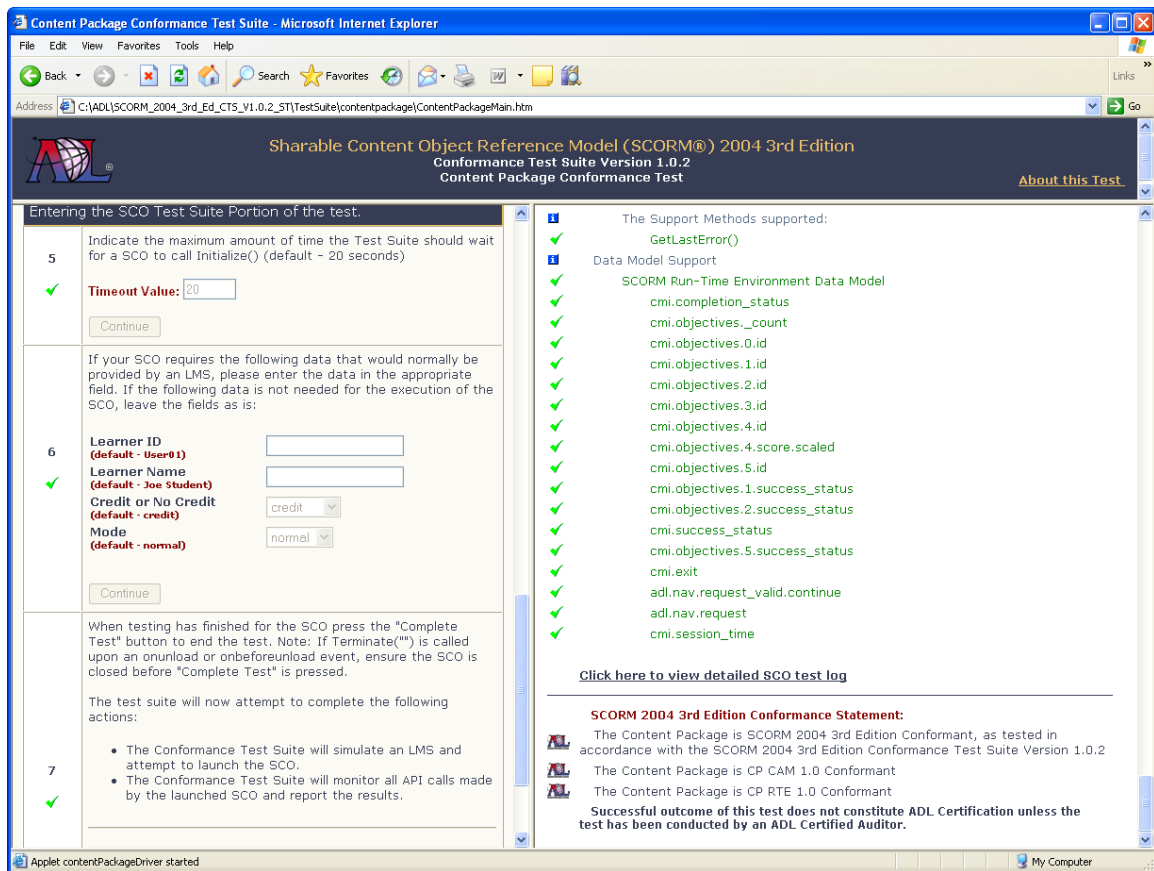 Content Package Conformance Test Suite - Microsoft Internet Explorer
File Edit View Favorites Tools Help
Back Search Favorites Links
Address C:\ADL\SCORM_2004_3rd_Ed_CTS_V1.0.2_ST\TestSuite\contentpackage\ContentPackageMain.htm Go
ADL ®
Sharable Content Object Reference Model (SCORM®) 2004 3rd Edition
Conformance Test Suite Version 1.0.2
Content Package Conformance Test
About this Test
Entering the SCO Test Suite Portion of the test.
5
Indicate the maximum amount of time the Test Suite should wait
for a SCO to call Initialize() (default - 20 seconds)
Timeout Value: 20
Continue
If your SCO requires the following data that would normally be
provided by an LMS, please enter the data in the appropriate
field. If the following data is not needed for the execution of the
SCO, leave the fields as is:
6
Learner ID
(default - User01)
Learner Name
(default - Joe Student)
Credit or No Credit
(default - credit)
credit
Mode
(default - normal)
normal
Continue
When testing has finished for the SCO press the "Complete
Test" button to end the test. Note: If Terminate("") is called
upon an onunload or onbeforeunload event, ensure the SCO is
closed before "Complete Test" is pressed.
The test suite will now attempt to complete the following
actions:
• The Conformance Test Suite will simulate an LMS and
attempt to launch the SCO.
7
• The Conformance Test Suite will monitor all API calls made
by the launched SCO and report the results.
The Support Methods supported:
GetLastError()
Data Model Support
SCORM Run-Time Environment Data Model
cmi.completion_status
cmi.objectives._count
cmi.objectives.0.id
cmi.objectives.1.id
cmi.objectives.2.id
cmi.objectives.3.id
cmi.objectives.4.id
cmi.objectives.4.score.scaled
cmi.objectives.5.id
cmi.objectives.1.success_status
cmi.objectives.2.success_status
cmi.success_status
cmi.objectives.5.success_status
cmi.exit
adl.nav.request_valid.continue
adl.nav.request
cmi.session_time
Click here to view detailed SCO test log
SCORM 2004 3rd Edition Conformance Statement:
The Content Package is SCORM 2004 3rd Edition Conformant, as tested in
accordance with the SCORM 2004 3rd Edition Conformance Test Suite Version 1.0.2
The Content Package is CP CAM 1.0 Conformant
The Content Package is CP RTE 1.0 Conformant
Successful outcome of this test does not constitute ADL Certification unless the
test has been conducted by an ADL Certified Auditor.
Applet contentPackageDriver started
My Computer